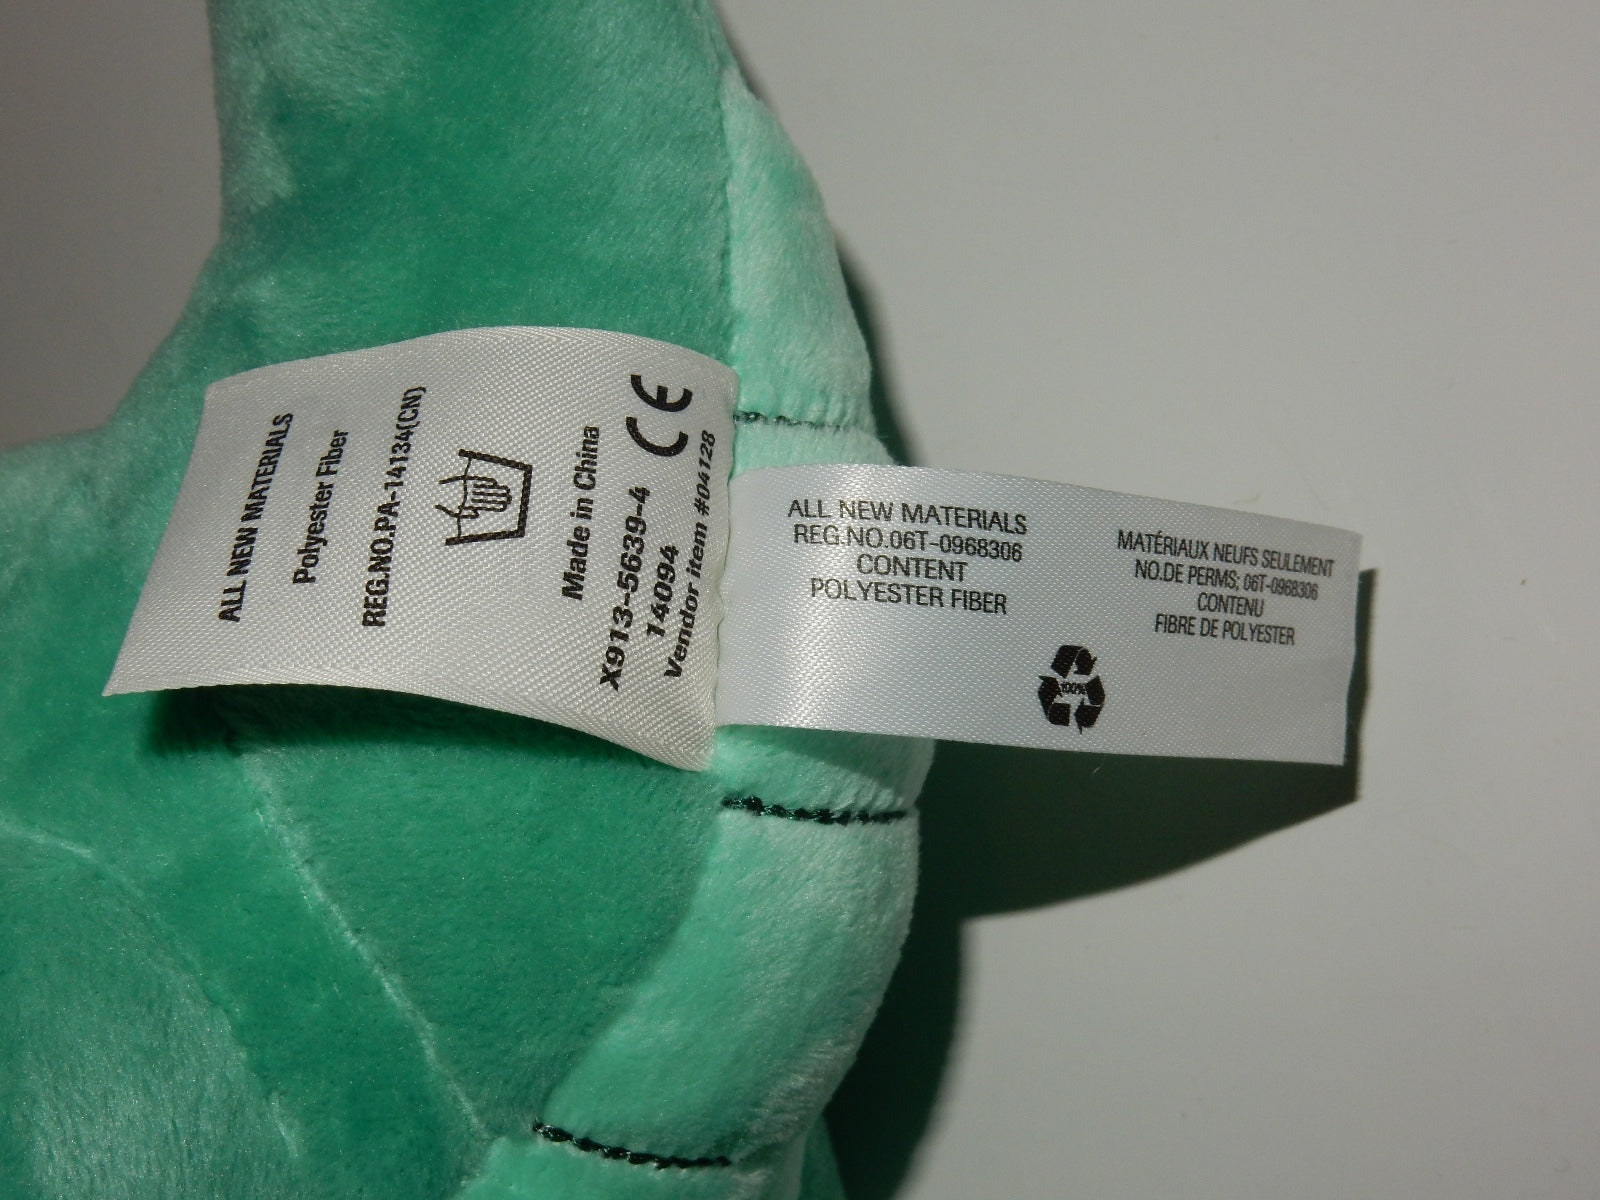 ALL NEW MATERIALS
Polyester Fiber
REG.NO.PA-14134(CN)
Made in China
X913-5639-4 CE
14094
Vendor item #04128
ALL NEW MATERIALS
REG.NO.06T-0968306
CONTENT
POLYESTER FIBER
MATÉRIAUX NEUFS SEULEMENT
NO.DE PERMS; 06T-0968306
CONTENU
FIBRE DE POLYESTER
100%